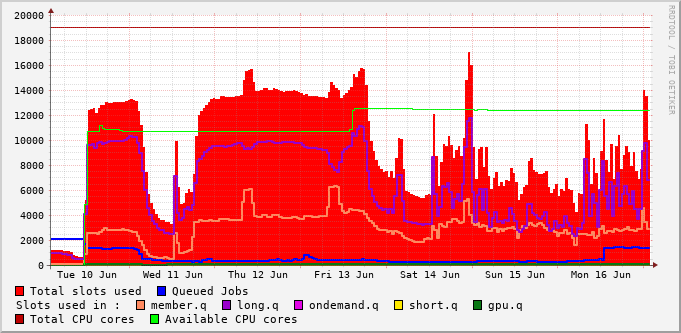 20000
18000
16000
14000
12000
10000
8000
6000
4000
2000
0
Tue 10 Jun Wed 11 Jun Thu 12 Jun Fri 13 Jun Sat 14 Jun Sun 15 Jun Mon 16 Jun
Total slots used Queued Jobs
Slots used in : member.q long.q ondemand.q short.q gpu.q
Total CPU cores Available CPU cores
RRDTOOL / TOBI OETIKER